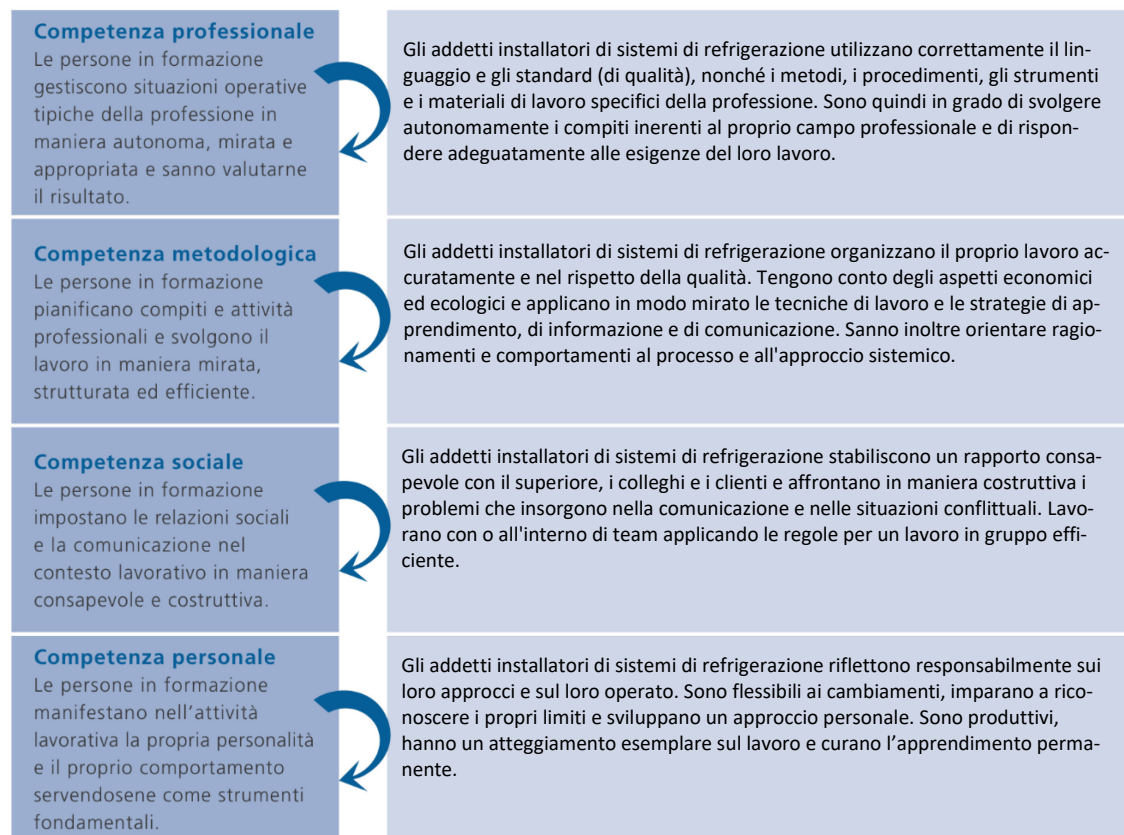 Competenza professionale
Le persone in formazione
gestiscono situazioni operative
tipiche della professione in
maniera autonoma, mirata e
appropriata e sanno valutarne
il risultato.
Gli addetti installatori di sistemi di refrigerazione utilizzano correttamente il lin-
guaggio e gli standard (di qualità), nonché i metodi, i procedimenti, gli strumenti
e i materiali di lavoro specifici della professione. Sono quindi in grado di svolgere
autonomamente i compiti inerenti al proprio campo professionale e di rispon-
dere adeguatamente alle esigenze del loro lavoro.
Competenza metodologica
Le persone in formazione
pianificano compiti e attività
professionali e svolgono il
lavoro in maniera mirata,
strutturata ed efficiente.
Gli addetti installatori di sistemi di refrigerazione organizzano il proprio lavoro ac-
curatamente e nel rispetto della qualità. Tengono conto degli aspetti economici
ed ecologici e applicano in modo mirato le tecniche di lavoro e le strategie di ap-
prendimento, di informazione e di comunicazione. Sanno inoltre orientare ragio-
namenti e comportamenti al processo e all'approccio sistemico.
Competenza sociale
Le persone in formazione
impostano le relazioni sociali
e la comunicazione nel
contesto lavorativo in maniera
consapevole e costruttiva.
Gli addetti installatori di sistemi di refrigerazione stabiliscono un rapporto consa-
pevole con il superiore, i colleghi e i clienti e affrontano in maniera costruttiva i
problemi che insorgono nella comunicazione e nelle situazioni conflittuali. Lavo-
rano con o all'interno di team applicando le regole per un lavoro in gruppo effi-
ciente.
Competenza personale
Le persone in formazione
manifestano nell’attività
lavorativa la propria personalità
e il proprio comportamento
servendosene come strumenti
fondamentali.
Gli addetti installatori di sistemi di refrigerazione riflettono responsabilmente sui
loro approcci e sul loro operato. Sono flessibili ai cambiamenti, imparano a rico-
noscere i propri limiti e sviluppano un approccio personale. Sono produttivi,
hanno un atteggiamento esemplare sul lavoro e curano l’apprendimento perma-
nente.